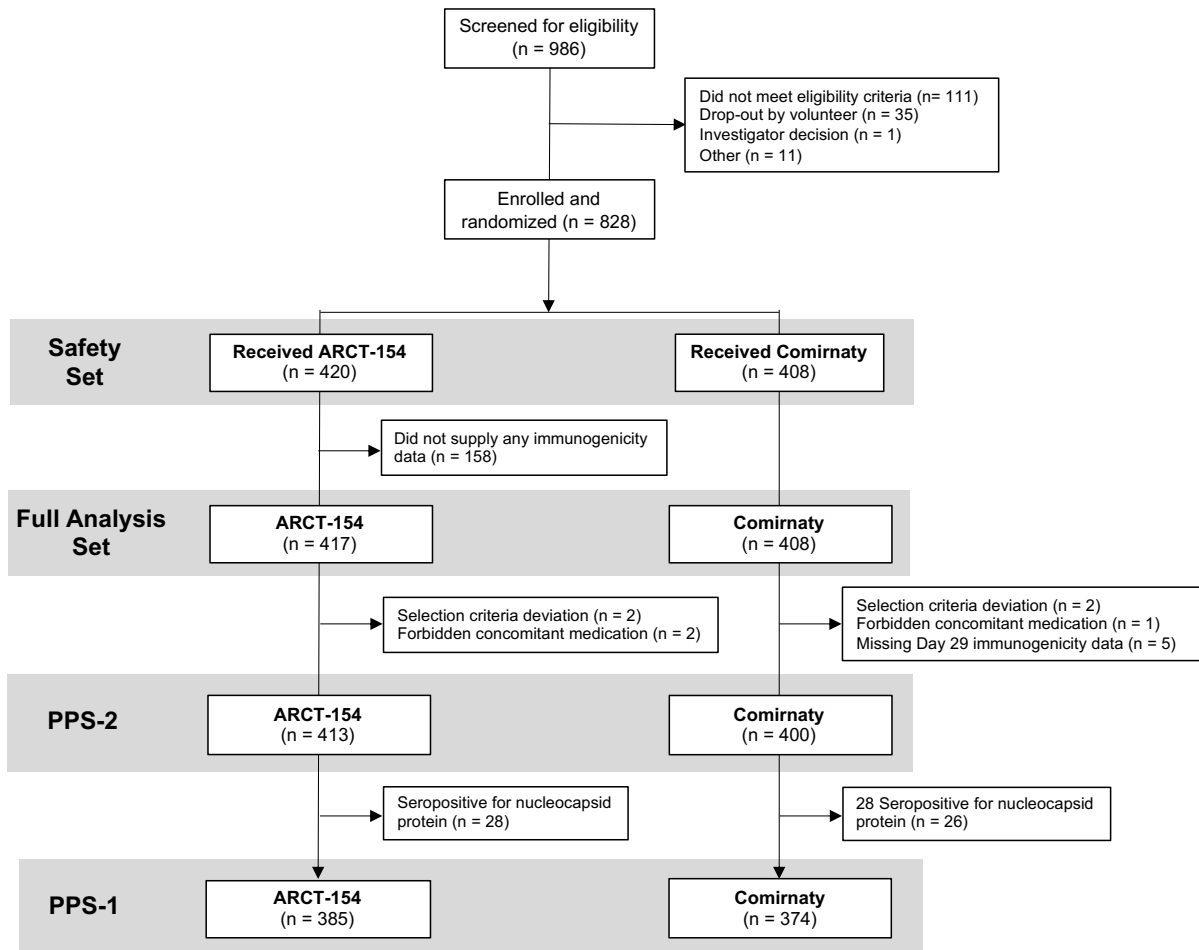 Screened for eligibility
(n = 986)
Did not meet eligibility criteria (n= 111)
Drop-out by volunteer (n = 35)
Investigator decision (n = 1)
Other (n = 11)
Enrolled and
randomized (n = 828)
Safety
Set
Received ARCT-154
(n = 420)
Received Comirnaty
(n = 408)
Did not supply any immunogenicity
data (n = 158)
Full Analysis
Set
ARCT-154
(n = 417)
Comirnaty
(n = 408)
Selection criteria deviation (n = 2)
Forbidden concomitant medication (n = 2)
Selection criteria deviation (n = 2)
Forbidden concomitant medication (n = 1)
Missing Day 29 immunogenicity data (n = 5)
PPS-2
ARCT-154
(n = 413)
Comirnaty
(n = 400)
Seropositive for nucleocapsid
protein (n = 28)
28 Seropositive for nucleocapsid
protein (n = 26)
PPS-1
ARCT-154
(n = 385)
Comirnaty
(n = 374)